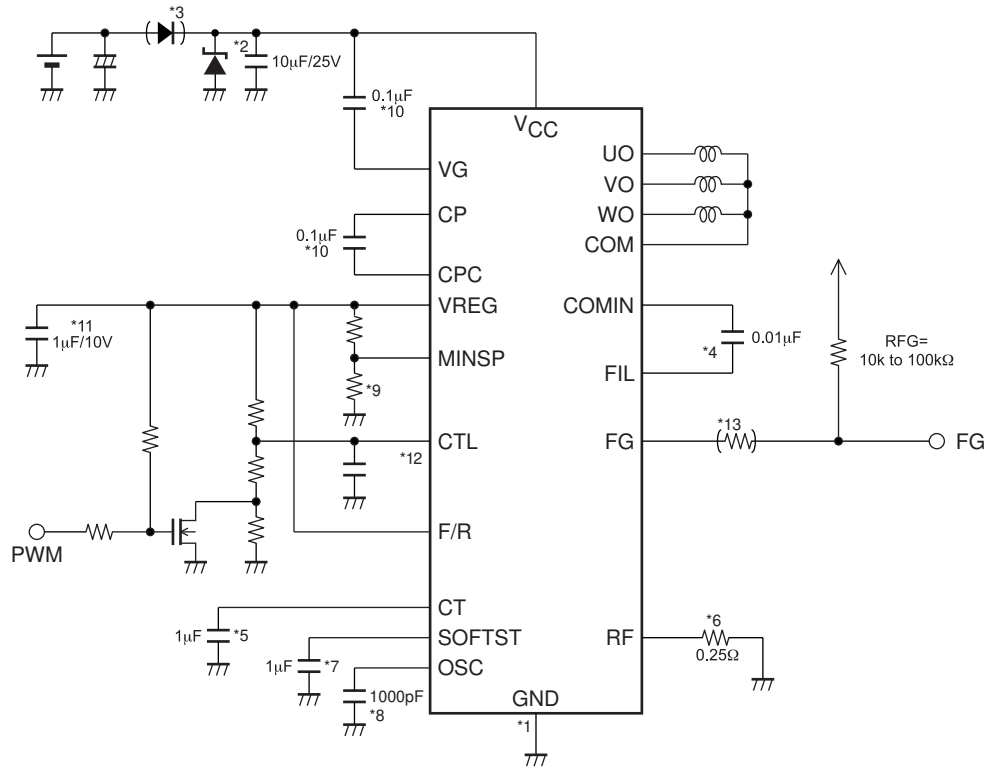 *3
*2
10μF/25V
0.1μF
*10
VCC
VG
UO
VO
WO
COM
CP
0.1μF
*10
CPC
VREG
COMIN
*11
1μF/10V
*4
0.01μF
RFG=
10k to 100kΩ
MINSP
FIL
*9
*13
CTL
FG
FG
*12
PWM
F/R
CT
1μF
*5
*6
SOFTST
RF
0.25Ω
1μF
*7
OSC
1000pF
*8
GND
*1